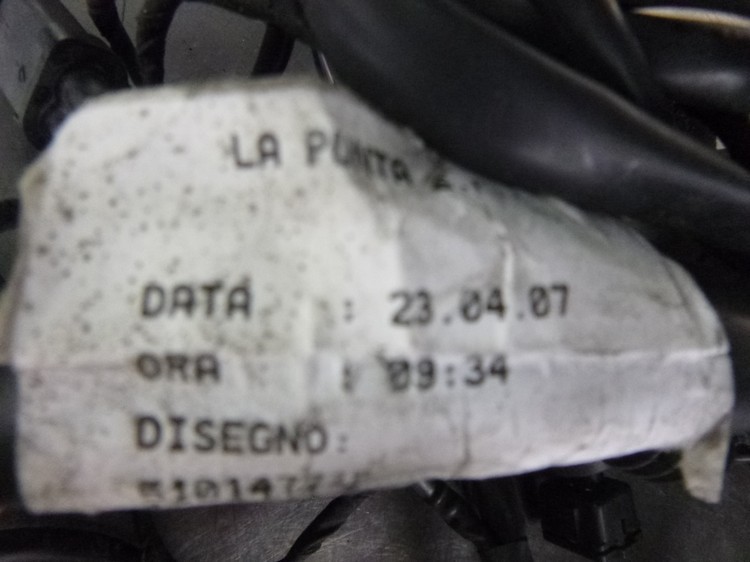 LA PUNTA
DATA : 23.04.07
ORA : 09:34
DISEGNO: